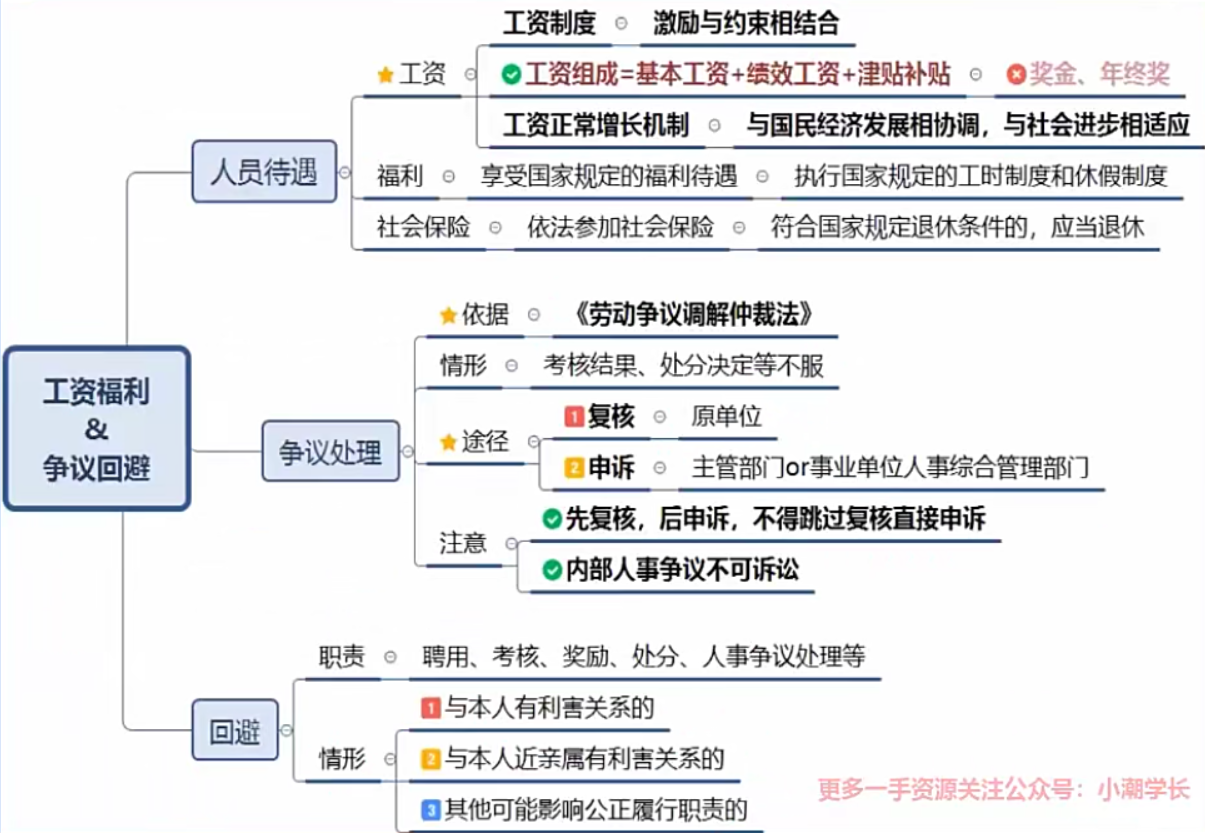 工资制度 激励与约束相结合
工资 工资组成=基本工资+绩效工资+津贴补贴 奖金、年终奖
工资正常增长机制 与国民经济发展相协调，与社会进步相适应
人员待遇
福利 享受国家规定的福利待遇 执行国家规定的工时制度和休假制度
社会保险 依法参加社会保险 符合国家规定退休条件的，应当退休
工资福利
&
争议回避
依据 《劳动争议调解仲裁法》
情形 考核结果、处分决定等不服
争议处理
途径
1 复核 原单位
2 申诉 主管部门or事业单位人事综合管理部门
注意
先复核，后申诉，不得跳过复核直接申诉
内部人事争议不可诉讼
回避
职责 聘用、考核、奖励、处分、人事争议处理等
情形
1 与本人有利害关系的
2 与本人近亲属有利害关系的
3 其他可能影响公正履行职责的
更多一手资源关注公众号：小潮学长